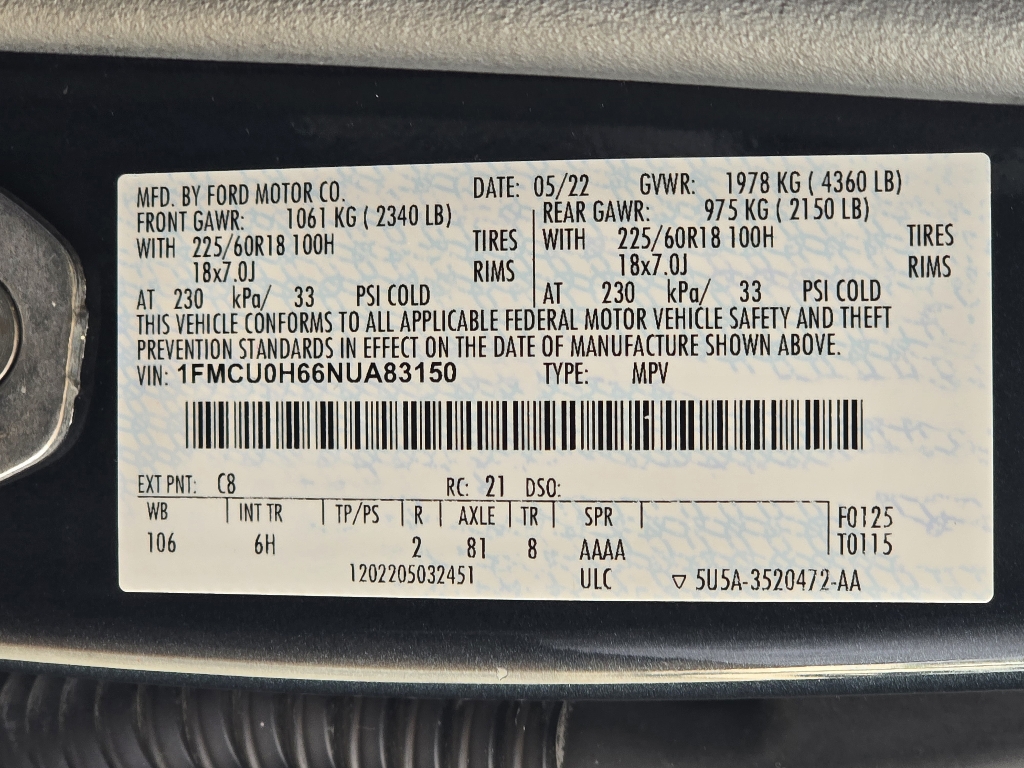 MFD. BY FORD MOTOR CO. DATE: 05/22 GVWR: 1978 KG ( 4360 LB)
FRONT GAWR: 1061 KG ( 2340 LB) REAR GAWR: 975 KG ( 2150 LB)
WITH 225/60R18 100H TIRES WITH 225/60R18 100H TIRES
18x7.0J RIMS 18x7.0J RIMS
AT 230 kPa/ 33 PSI COLD AT 230 kPa/ 33 PSI COLD
THIS VEHICLE CONFORMS TO ALL APPLICABLE FEDERAL MOTOR VEHICLE SAFETY AND THEFT
PREVENTION STANDARDS IN EFFECT ON THE DATE OF MANUFACTURE SHOWN ABOVE.
VIN: 1FMCU0H66NUA83150 TYPE: MPV
EXT PNT: C8 RC: 21 DSO:
WB INT TR TP/PS R AXLE TR SPR F0125
106 6H 2 81 8 AAAA T0115
1202205032451 ULC ▽ 5U5A-3520472-AA